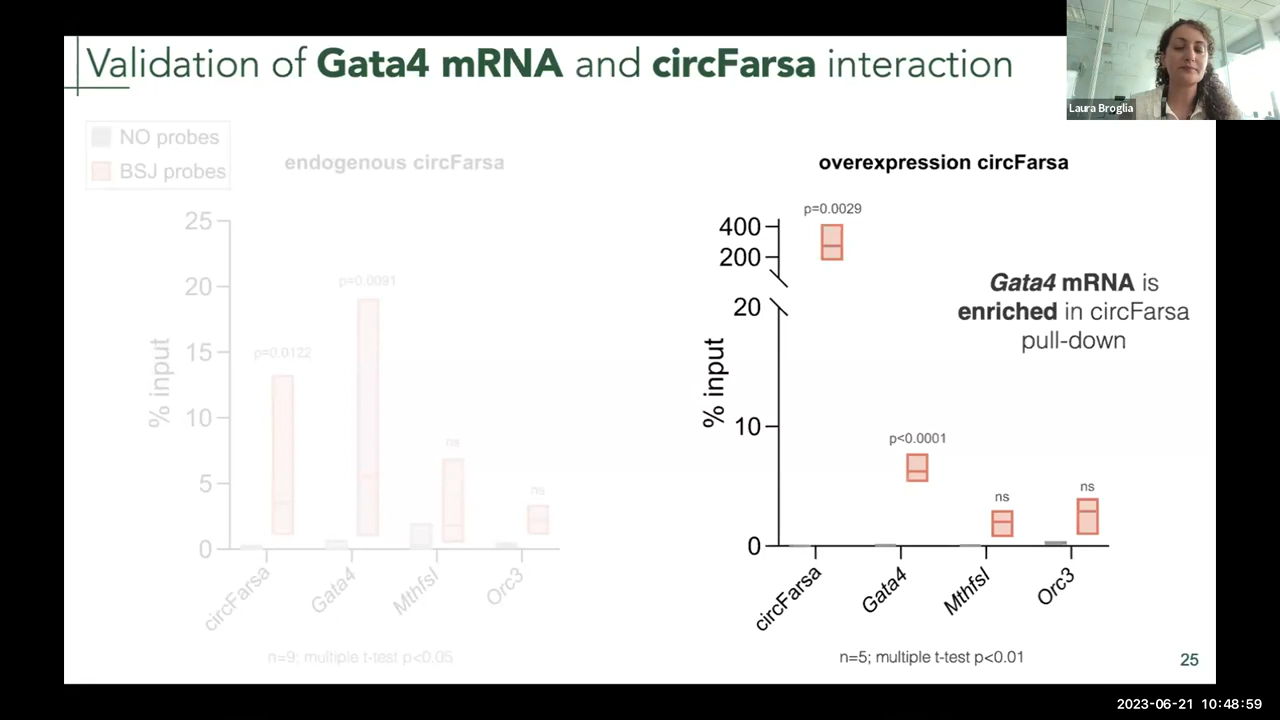 Validation of Gata4 mRNA and circFarsa interaction
Laura Broglia
NO probes
BSJ probes
endogenous circFarsa
25
20
15
10
5
0
% input
p=0.0122
p=0.0091
ns
ns
circFarsa
Gata4
Mthfsl
Orc3
n=9; multiple t-test p<0.05
overexpression circFarsa
400
200
20
10
0
% input
p=0.0029
p<0.0001
ns
ns
circFarsa
Gata4
Mthfsl
Orc3
n=5; multiple t-test p<0.01
Gata4 mRNA is
enriched in circFarsa
pull-down
25
2023-06-21 10:48:59